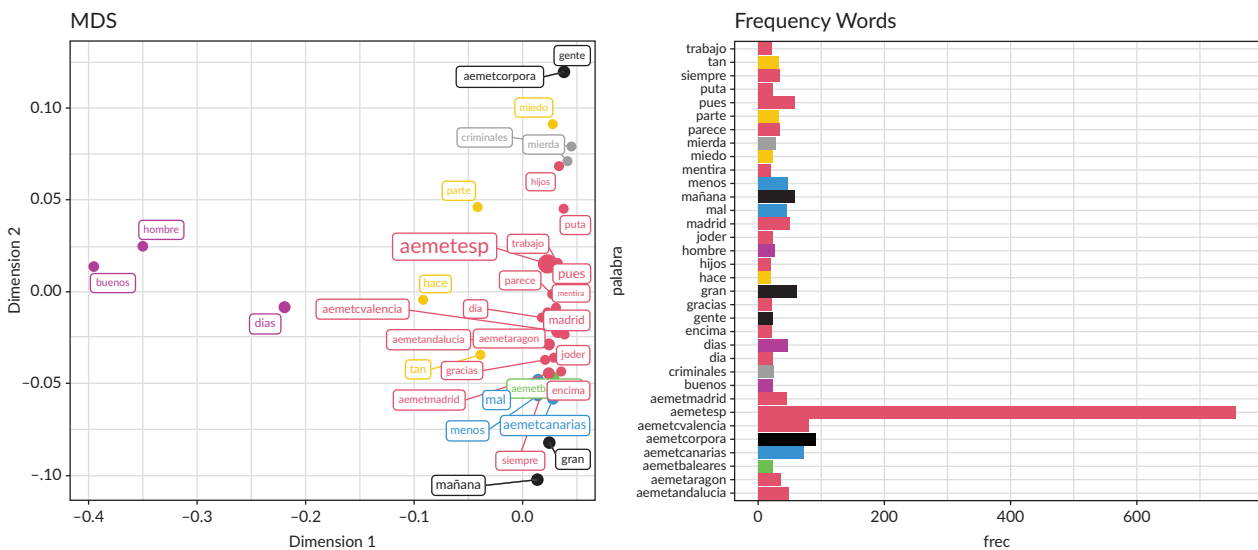 MDS
Dimension 2
0.10
0.05
0.00
−0.05
−.10
−0.4
−0.3
−0.2
−0.1
0.0
Dimension 1
gente
aemetcorpora
miedo
criminales
mierda
hijos
parte
puta
hombre
aemetesp
trabajo
pues
buenos
hace
parece
mentira
aemetcvalencia
dia
madrid
dias
aemetandalucia
aemetaragon
joder
tan
gracias
aemetmadrid
mal
aemetb
encima
menos
aemetcanarias
siempre
gran
mañana
Frequency Words
palabra
trabajo
tan
siempre
puta
pues
parte
parece
mierda
miedo
mentira
menos
mañana
mal
madrid
joder
hombre
hijos
hace
gran
gracias
gente
encima
dias
dia
criminales
buenos
aemetmadrid
aemetesp
aemetcvalencia
aemetcorpora
aemetcanarias
aemetbaleares
aemetaragon
aemetandalucia
0
200
400
600
frec